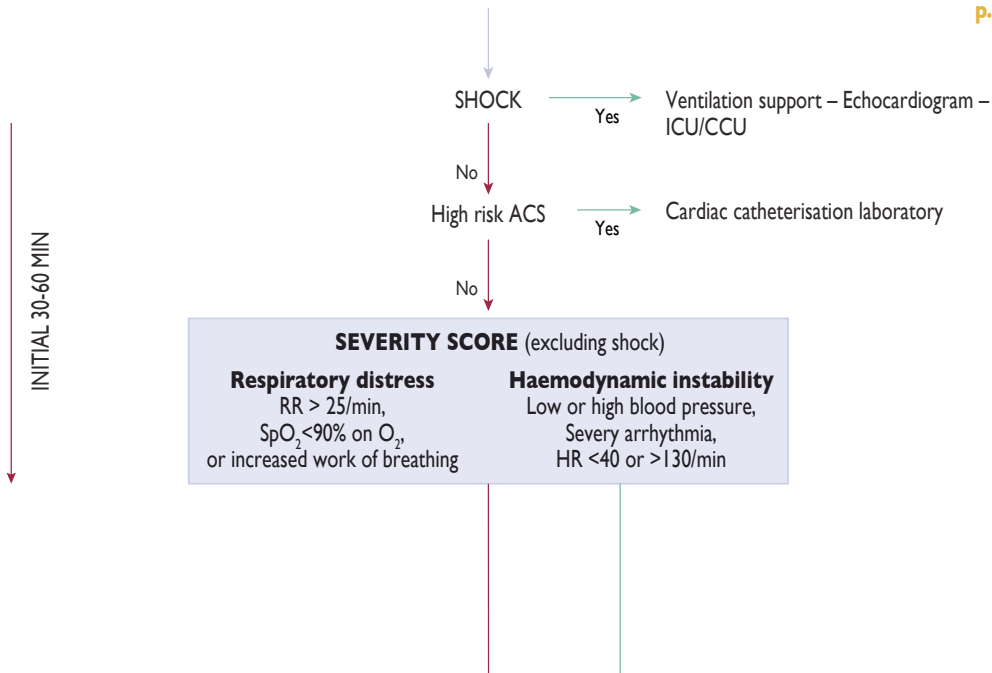 p.
SHOCK
Yes
Ventilation support – Echocardiogram –
ICU/CCU
No
High risk ACS
Yes
Cardiac catheterisation laboratory
No
INITIAL 30-60 MIN
SEVERITY SCORE (excluding shock)
Respiratory distress
RR > 25/min,
SpO₂<90% on O₂,
or increased work of breathing
Haemodynamic instability
Low or high blood pressure,
Severy arrhythmia,
HR <40 or >130/min